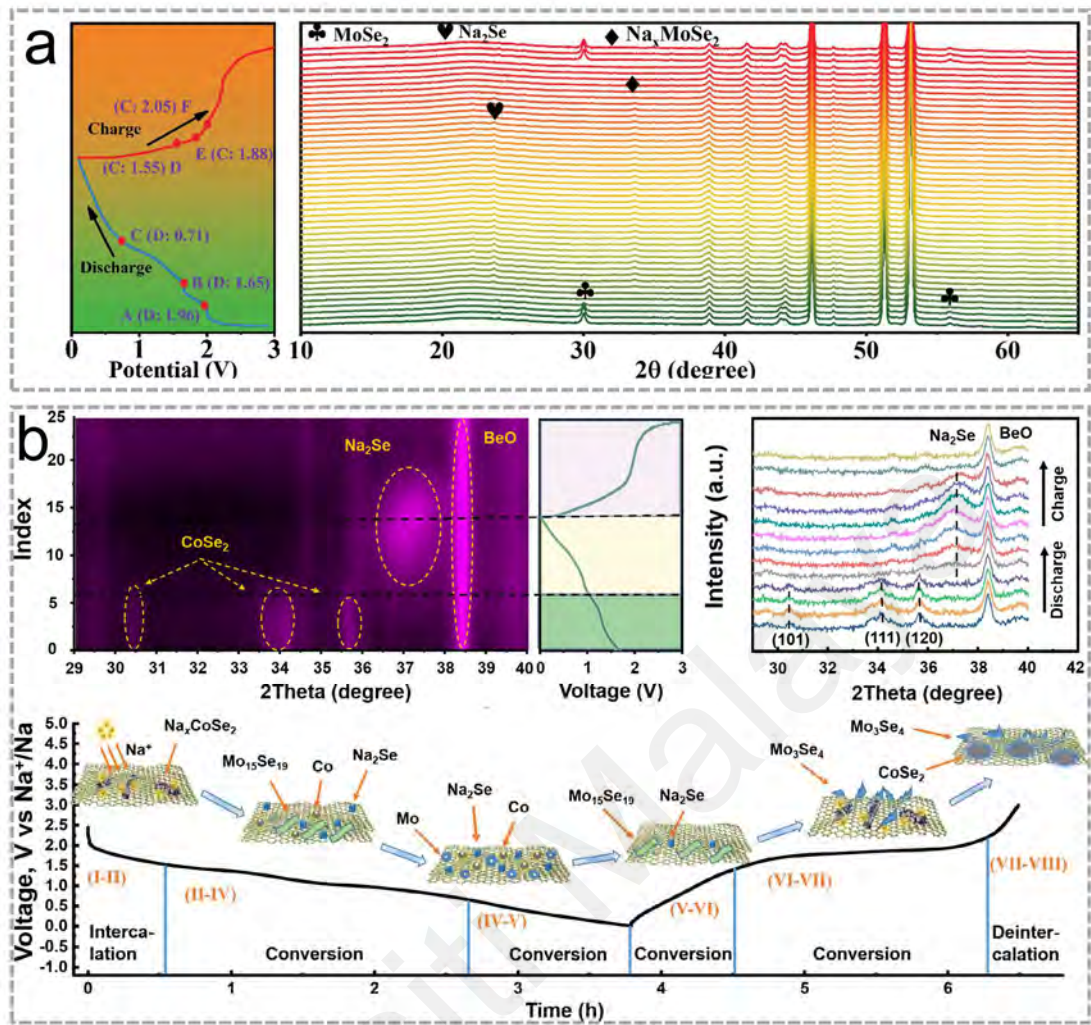 a
♣ MoSe2 ♥ Na2Se ♦ NaxMoSe2
(C: 2.05) F
Charge
E (C: 1.88)
(C: 1.55) D
C (D: 0.71)
Discharge
B (D: 1.65)
A (D: 1.96)
0 1 2 3
Potential (V)
10 20 30 40 50 60
2θ (degree)
b
25
20
15
10
5
0
Index
Na2Se
BeO
CoSe2
29 30 31 32 33 34 35 36 37 38 39 40
2Theta (degree)
0 1 2 3
Voltage (V)
Intensity (a.u.)
Na2Se BeO
Charge
Discharge
(101) (111) (120)
30 32 34 36 38 40 42
2Theta (degree)
Voltage, V vs Na+/Na
5.0
4.5
4.0
3.5
3.0
2.5
2.0
1.5
1.0
0.5
0.0
-0.5
-1.0
Na+
NaxCoSe2
Mo15Se19
Co
Na2Se
Mo
Na2Se
Co
Mo15Se19
Na2Se
Mo3Se4
Mo3Se4
CoSe2
(I-II)
(II-IV)
(IV-V)
(V-VI)
(VI-VII)
(VII-VIII)
Interca-
lation
Conversion
Conversion
Conversion
Conversion
Deinter-
calation
0 1 2 3 4 5 6
Time (h)